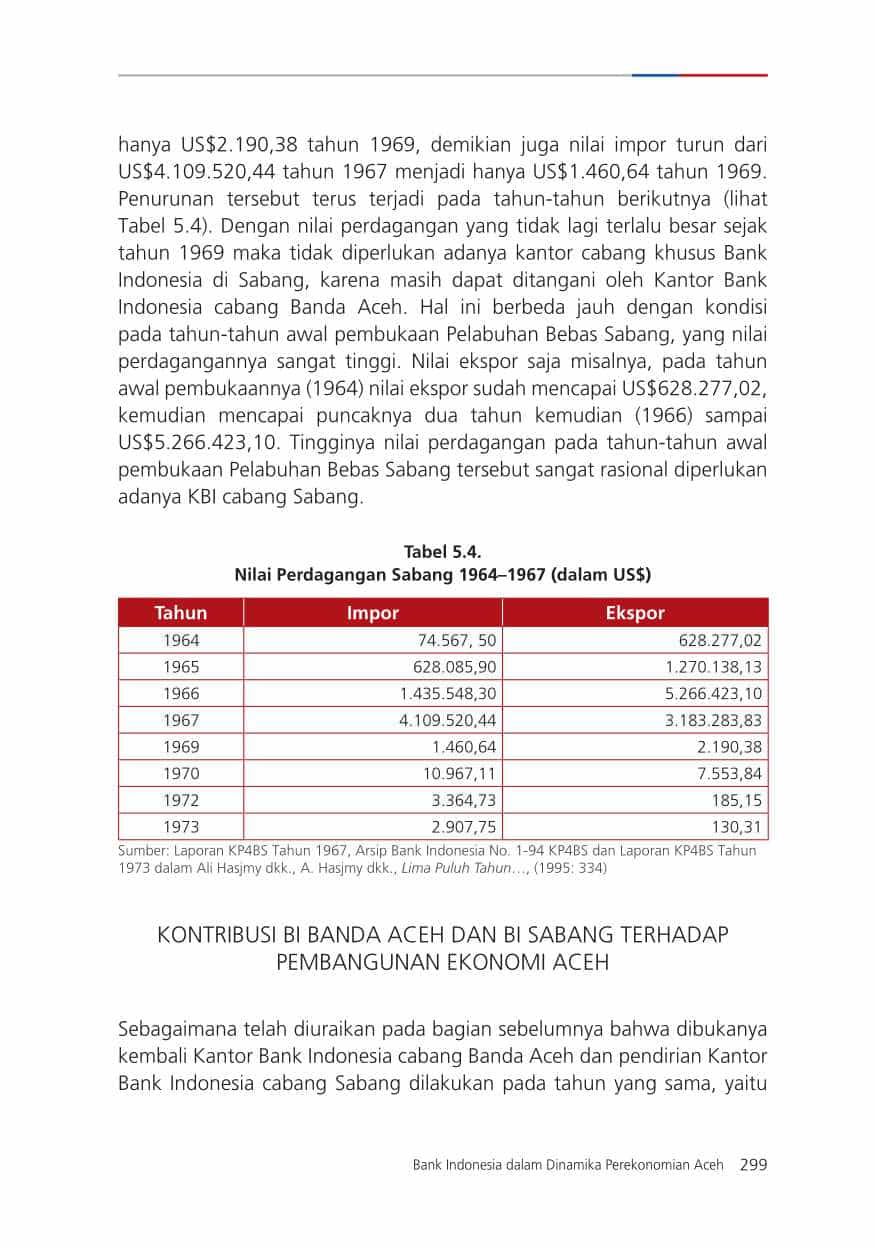 hanya US$2.190,38 tahun 1969, demikian juga nilai impor turun dari
US$4.109.520,44 tahun 1967 menjadi hanya US$1.460,64 tahun 1969.
Penurunan tersebut terus terjadi pada tahun-tahun berikutnya (lihat
Tabel 5.4). Dengan nilai perdagangan yang tidak lagi terlalu besar sejak
tahun 1969 maka tidak diperlukan adanya kantor cabang khusus Bank
Indonesia di Sabang, karena masih dapat ditangani oleh Kantor Bank
Indonesia cabang Banda Aceh. Hal ini berbeda jauh dengan kondisi
pada tahun-tahun awal pembukaan Pelabuhan Bebas Sabang, yang nilai
perdagangannya sangat tinggi. Nilai ekspor saja misalnya, pada tahun
awal pembukaannya (1964) nilai ekspor sudah mencapai US$628.277,02,
kemudian mencapai puncaknya dua tahun kemudian (1966) sampai
US$5.266.423,10. Tingginya nilai perdagangan pada tahun-tahun awal
pembukaan Pelabuhan Bebas Sabang tersebut sangat rasional diperlukan
adanya KBI cabang Sabang.
Tabel 5.4.
Nilai Perdagangan Sabang 1964–1967 (dalam US$)
Tahun Impor Ekspor
1964 74.567, 50 628.277,02
1965 628.085,90 1.270.138,13
1966 1.435.548,30 5.266.423,10
1967 4.109.520,44 3.183.283,83
1969 1.460,64 2.190,38
1970 10.967,11 7.553,84
1972 3.364,73 185,15
1973 2.907,75 130,31
Sumber: Laporan KP4BS Tahun 1967, Arsip Bank Indonesia No. 1-94 KP4BS dan Laporan KP4BS Tahun
1973 dalam Ali Hasjmy dkk., A. Hasjmy dkk., Lima Puluh Tahun…, (1995: 334)
KONTRIBUSI BI BANDA ACEH DAN BI SABANG TERHADAP
PEMBANGUNAN EKONOMI ACEH
Sebagaimana telah diuraikan pada bagian sebelumnya bahwa dibukanya
kembali Kantor Bank Indonesia cabang Banda Aceh dan pendirian Kantor
Bank Indonesia cabang Sabang dilakukan pada tahun yang sama, yaitu
Bank Indonesia dalam Dinamika Perekonomian Aceh 299